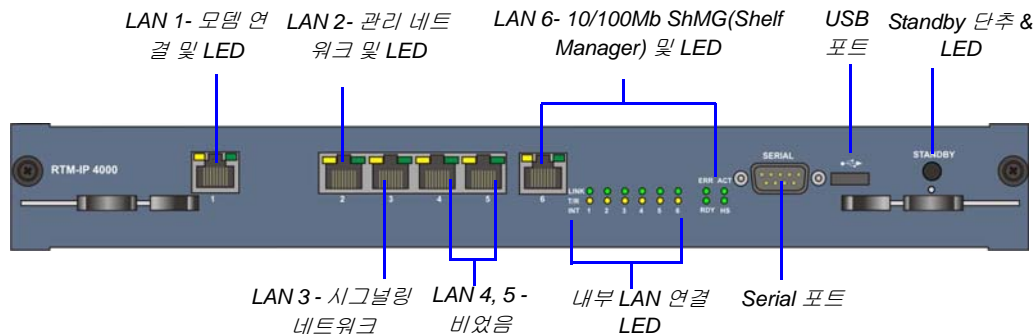 LAN 1- 모뎀 연
결 및 LED
LAN 2- 관리 네트
워크 및 LED
LAN 6- 10/100Mb ShMG(Shelf
Manager) 및 LED
USB
포트
Standby 단추 &
LED
RTM-IP 4000
SERIAL
STANDBY
ERR ACT
LINK
T/R
INT 1 2 3 4 5 6
RDY HS
1
2 3 4 5 6
LAN 3 - 시그널링
네트워크
LAN 4, 5 -
비었음
내부 LAN 연결
LED
Serial 포트